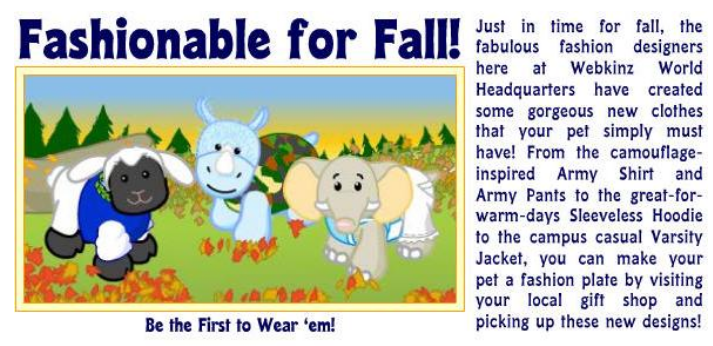 Fashionable for Fall!
Be the First to Wear ‘em!
Just in time for fall, the
fabulous fashion designers
here at Webkinz World
Headquarters have created
some gorgeous new clothes
that your pet simply must
have! From the camouflage-
inspired Army Shirt and
Army Pants to the great-for-
warm-days Sleeveless Hoodie
to the campus casual Varsity
Jacket, you can make your
pet a fashion plate by visiting
your local gift shop and
picking up these new designs!